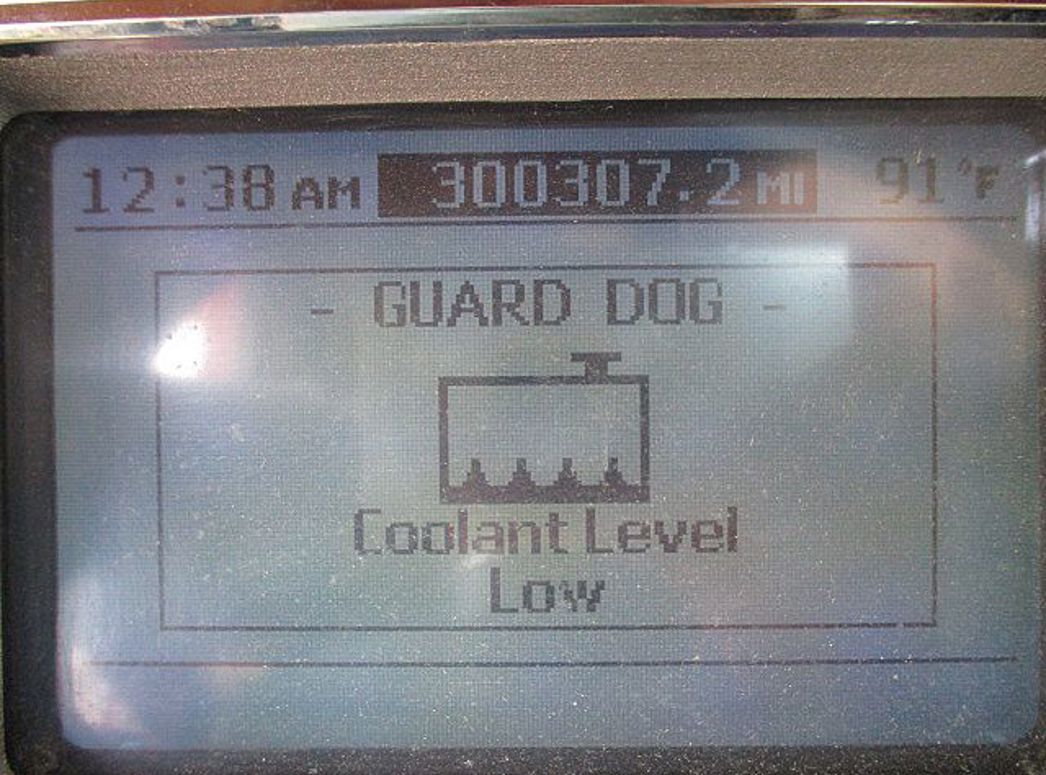 12:38 AM 300307.2 MI 91°F
- GUARD DOG -
Coolant Level
Low